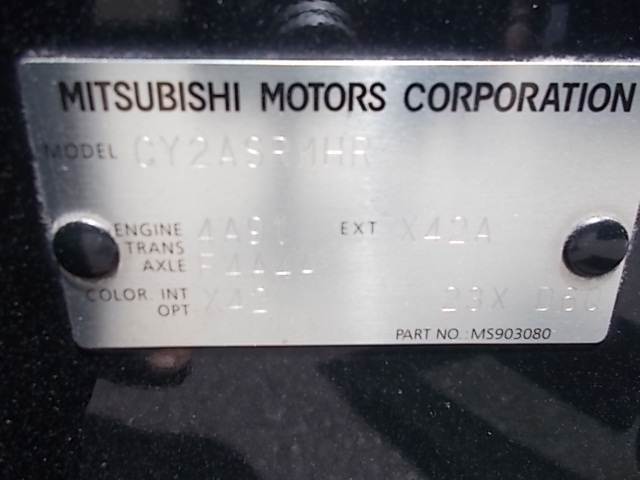 MITSUBISHI MOTORS CORPORATION
MODEL CY2ASRMHR
ENGINE 4A91 EXT X42A
TRANS
AXLE F4A4A
COLOR INT X42 23X D6C
OPT
PART NO.:MS903080